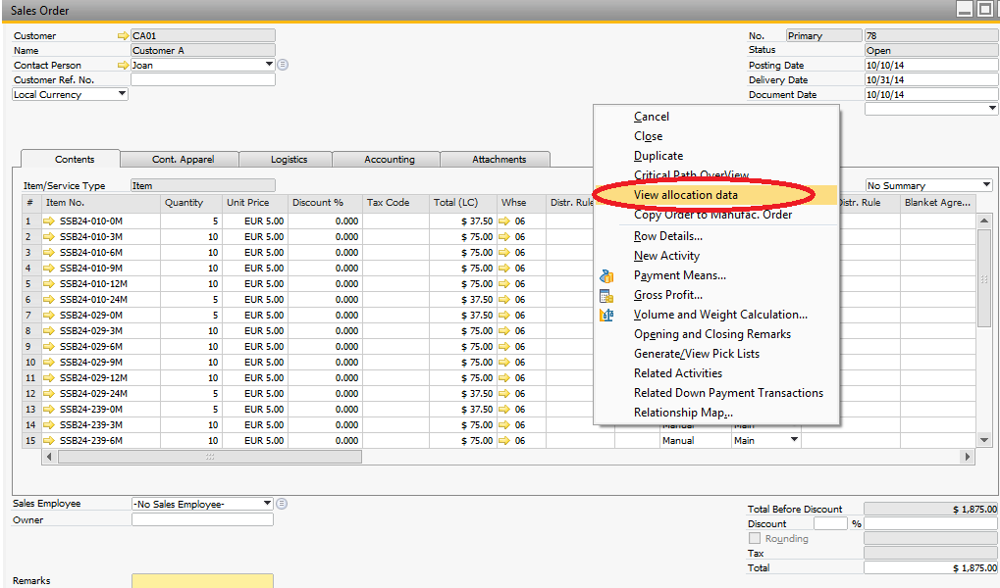 Sales Order
Customer CA01 No. Primary 78
Name Customer A Status Open
Contact Person Joan Posting Date 10/10/14
Customer Ref. No. Delivery Date 10/31/14
Local Currency Document Date 10/10/14
Cancel
Close
Duplicate
Critical Path OverView
View allocation data
Copy Order to Manufac. Order
Row Details...
New Activity
Payment Means...
Gross Profit...
Volume and Weight Calculation...
Opening and Closing Remarks
Generate/View Pick Lists
Related Activities
Related Down Payment Transactions
Relationship Map...
Contents Cont. Apparel Logistics Accounting Attachments
Item/Service Type Item No Summary
# Item No. Quantity Unit Price Discount % Tax Code Total (LC) Whse Distr. Rule Distr. Rule Blanket Agre...
1 SSB24-010-0M 5 EUR 5.00 0.000 $ 37.50 06
2 SSB24-010-3M 10 EUR 5.00 0.000 $ 75.00 06
3 SSB24-010-6M 10 EUR 5.00 0.000 $ 75.00 06
4 SSB24-010-9M 10 EUR 5.00 0.000 $ 75.00 06
5 SSB24-010-12M 10 EUR 5.00 0.000 $ 75.00 06
6 SSB24-010-24M 5 EUR 5.00 0.000 $ 37.50 06
7 SSB24-029-0M 5 EUR 5.00 0.000 $ 37.50 06
8 SSB24-029-3M 10 EUR 5.00 0.000 $ 75.00 06
9 SSB24-029-6M 10 EUR 5.00 0.000 $ 75.00 06
10 SSB24-029-9M 10 EUR 5.00 0.000 $ 75.00 06
11 SSB24-029-12M 10 EUR 5.00 0.000 $ 75.00 06
12 SSB24-029-24M 5 EUR 5.00 0.000 $ 37.50 06
13 SSB24-239-0M 5 EUR 5.00 0.000 $ 37.50 06
14 SSB24-239-3M 10 EUR 5.00 0.000 $ 75.00 06 Manual Main
15 SSB24-239-6M 10 EUR 5.00 0.000 $ 75.00 06 Manual Main
Sales Employee -No Sales Employee-
Owner
Remarks
Total Before Discount $ 1,875.00
Discount %
Rounding
Tax
Total $ 1,875.00